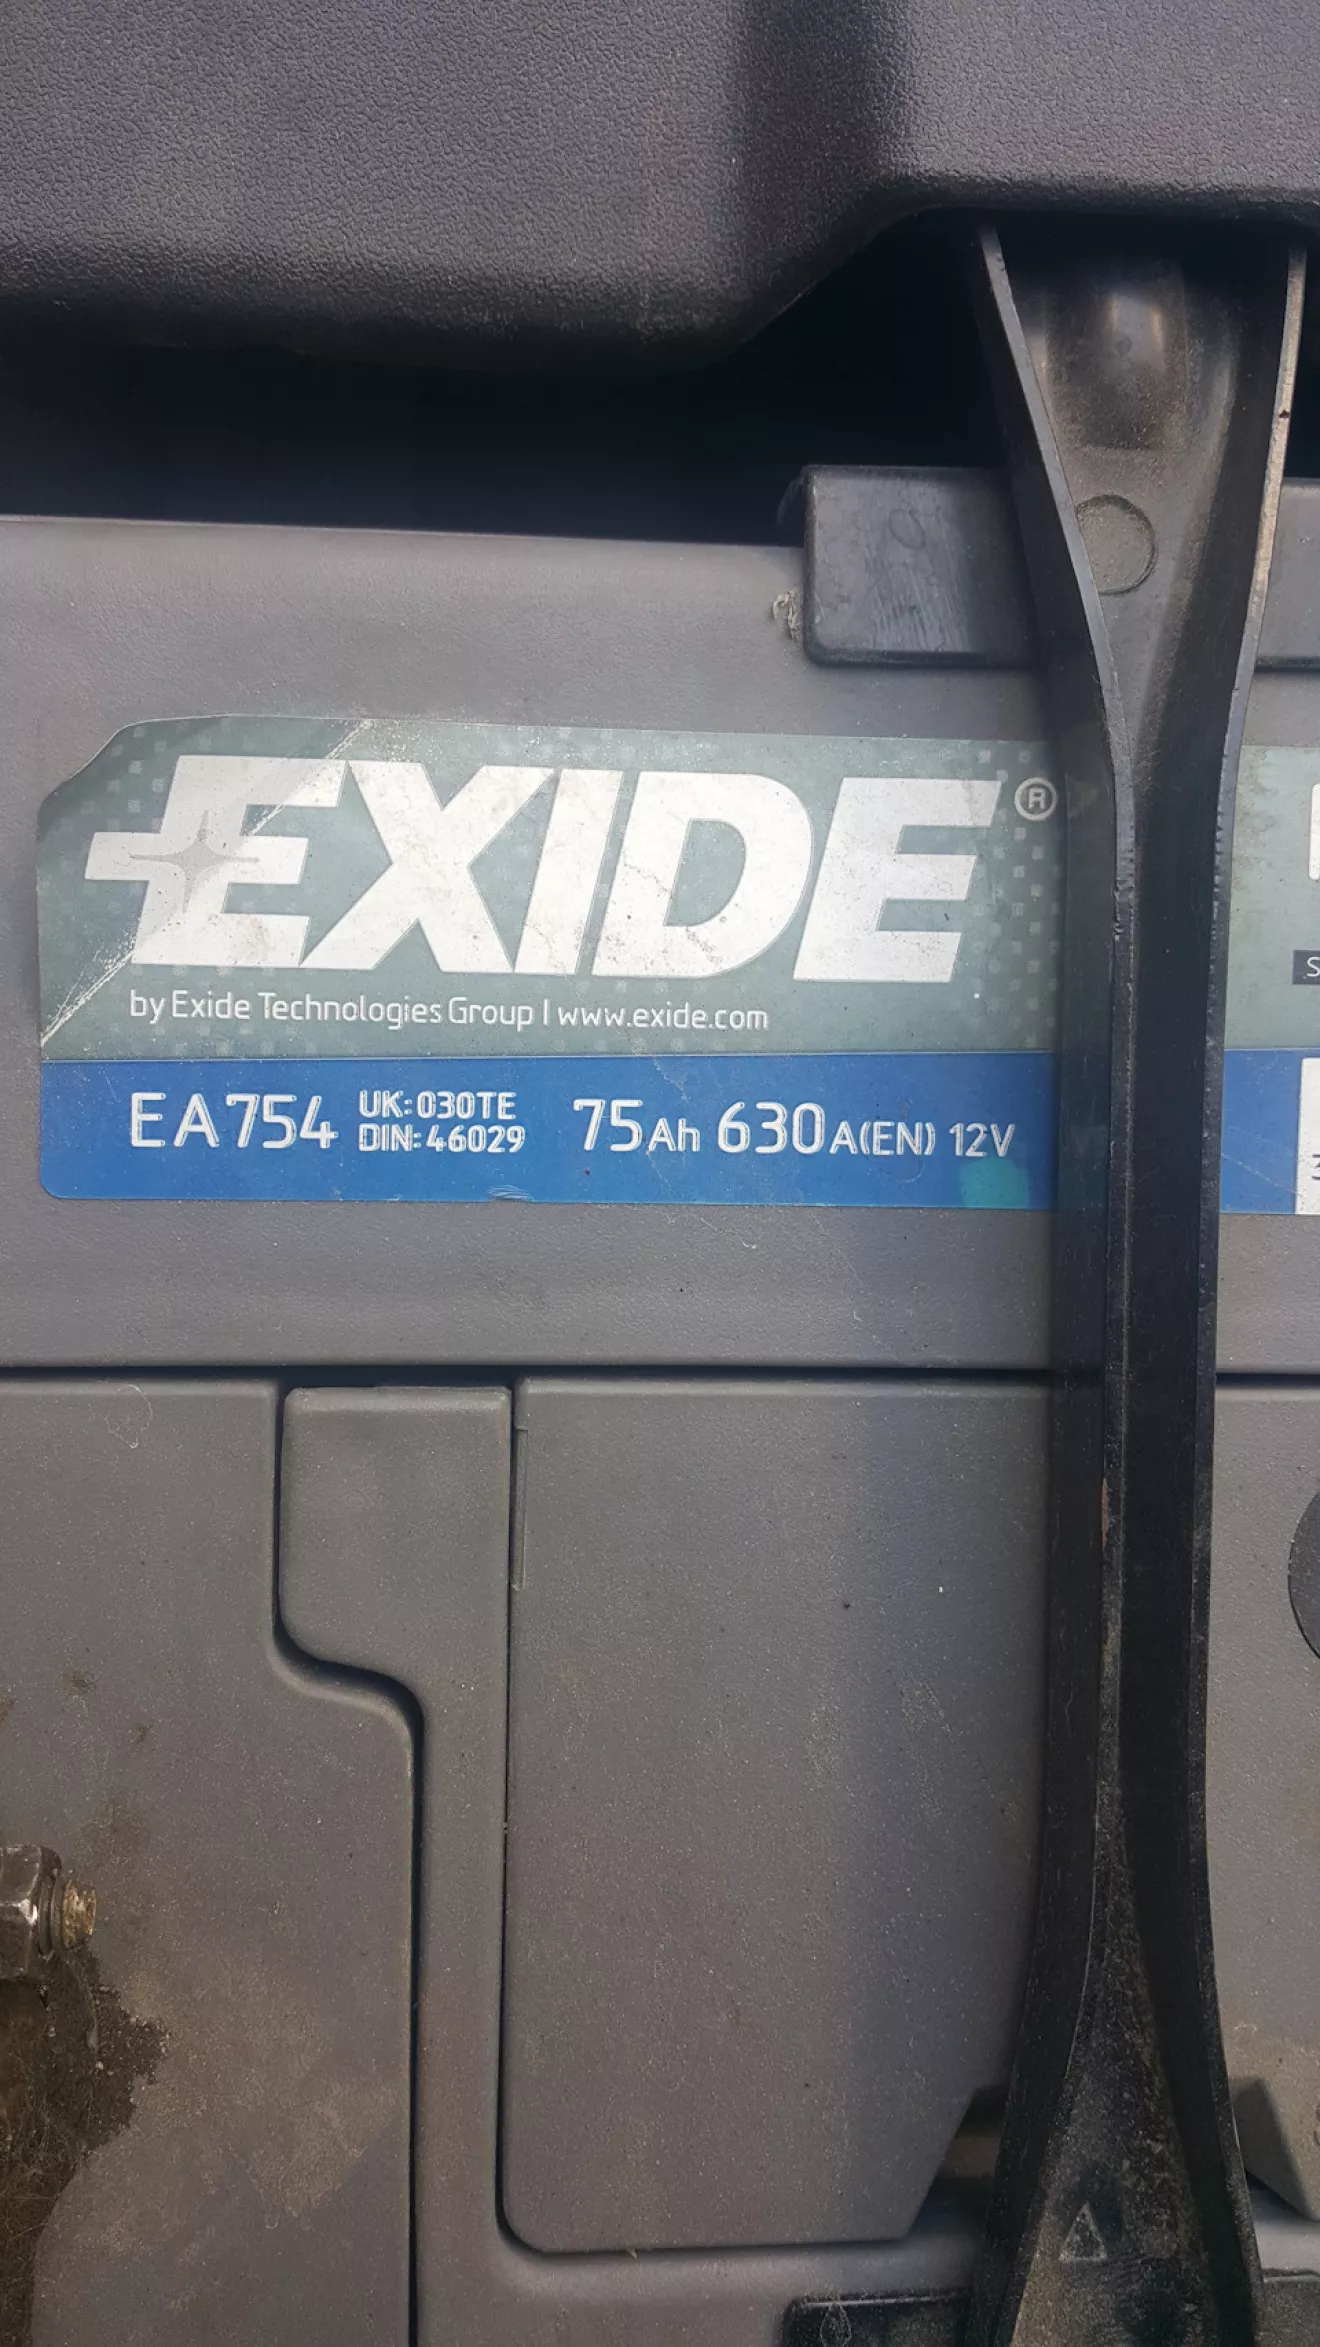 EXIDE®
by Exide Technologies Group | www.exide.com
EA754 UK:030TE 75Ah 630A(EN) 12V
DIN:46029